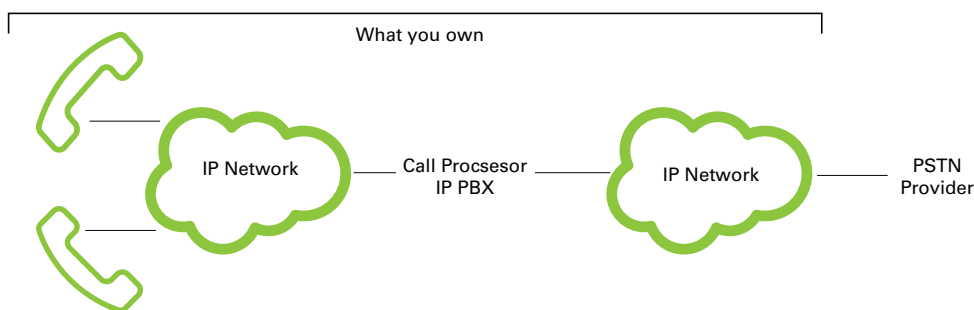 What you own
IP Network
Call Procsesor
IP PBX
IP Network
PSTN
Provider